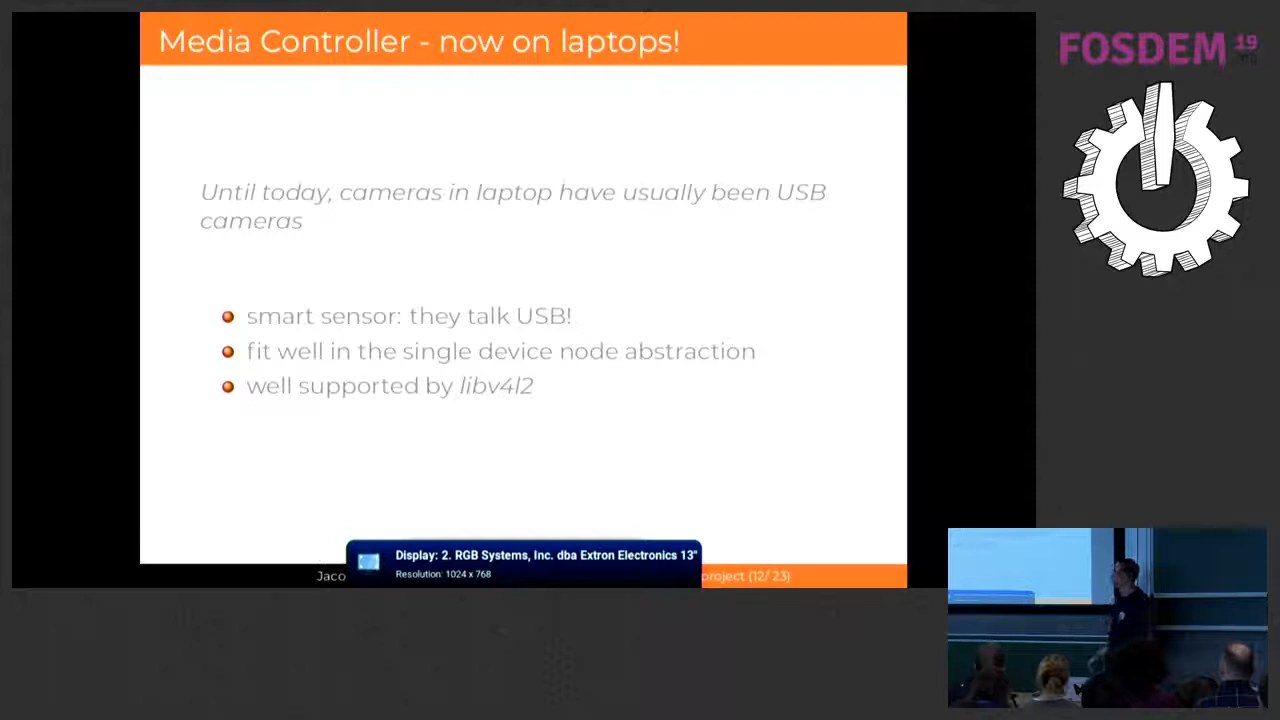 Media Controller - now on laptops!
FOSDEM 19
Until today, cameras in laptop have usually been USB
cameras
smart sensor: they talk USB!
fit well in the single device node abstraction
well supported by libv4l2
Display: 2. RGB Systems, Inc. dba Extron Electronics 13"
Resolution: 1024 x 768
Jaco
project (12/ 23)